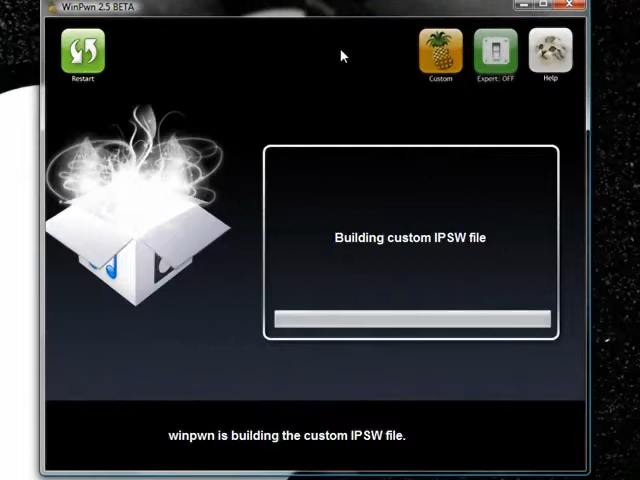 WinPwn 2.5 BETA
Restart
Custom
Expert: OFF
Help
Building custom IPSW file
winpwn is building the custom IPSW file.